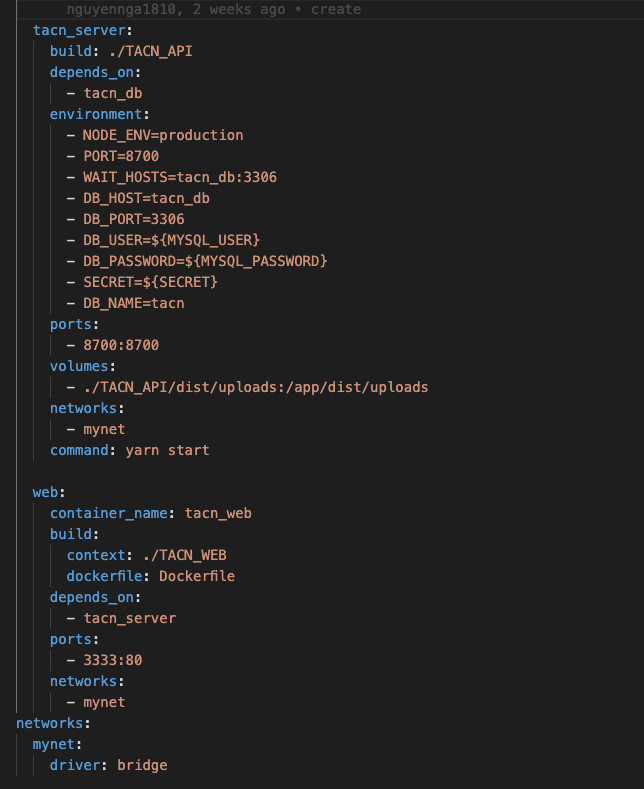 nguyennga1810, 2 weeks ago • create
tacn_server:
build: ./TACN_API
depends_on:
- tacn_db
environment:
- NODE_ENV=production
- PORT=8700
- WAIT_HOSTS=tacn_db:3306
- DB_HOST=tacn_db
- DB_PORT=3306
- DB_USER=${MYSQL_USER}
- DB_PASSWORD=${MYSQL_PASSWORD}
- SECRET=${SECRET}
- DB_NAME=tacn
ports:
- 8700:8700
volumes:
- ./TACN_API/dist/uploads:/app/dist/uploads
networks:
- mynet
command: yarn start
web:
container_name: tacn_web
build:
context: ./TACN_WEB
dockerfile: Dockerfile
depends_on:
- tacn_server
ports:
- 3333:80
networks:
- mynet
networks:
mynet:
driver: bridge